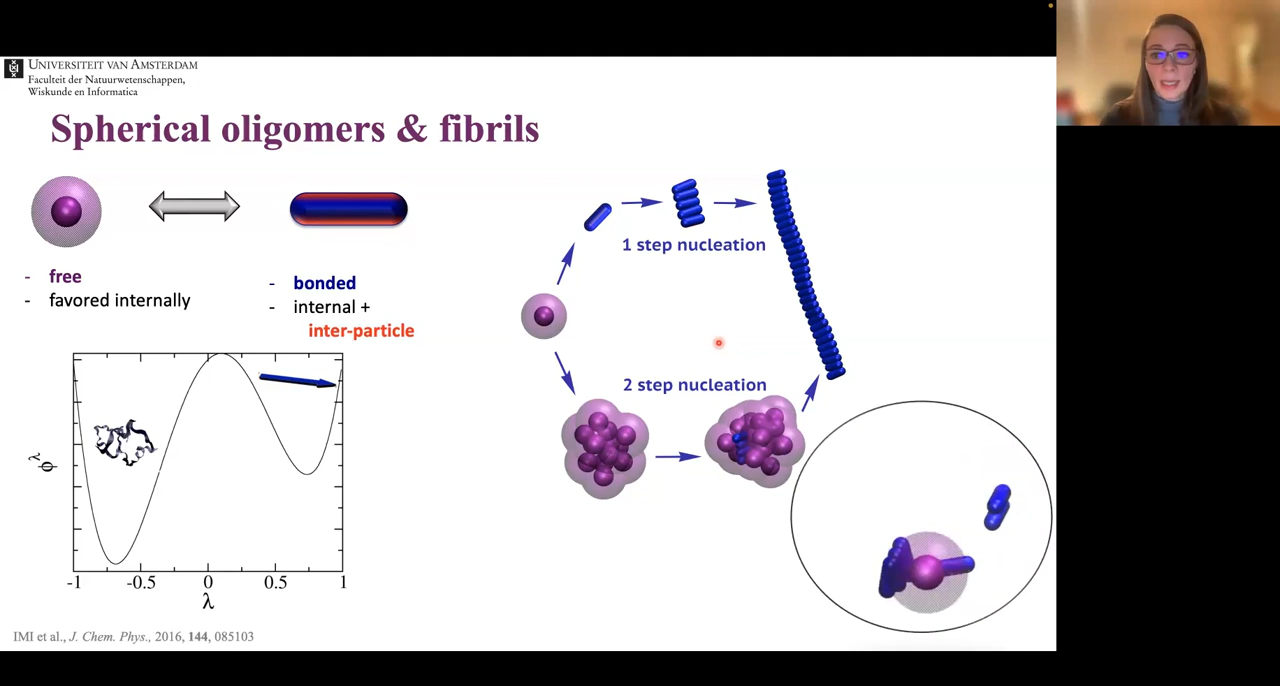 UNIVERSITEIT VAN AMSTERDAM
Faculteit der Natuurwetenschappen,
Wiskunde en Informatica
Spherical oligomers & fibrils
- free
- favored internally
- bonded
- internal +
inter-particle
1 step nucleation
2 step nucleation
ϕλ
-1 -0.5 0 0.5 1
λ
IMI et al., J. Chem. Phys., 2016, 144, 085103